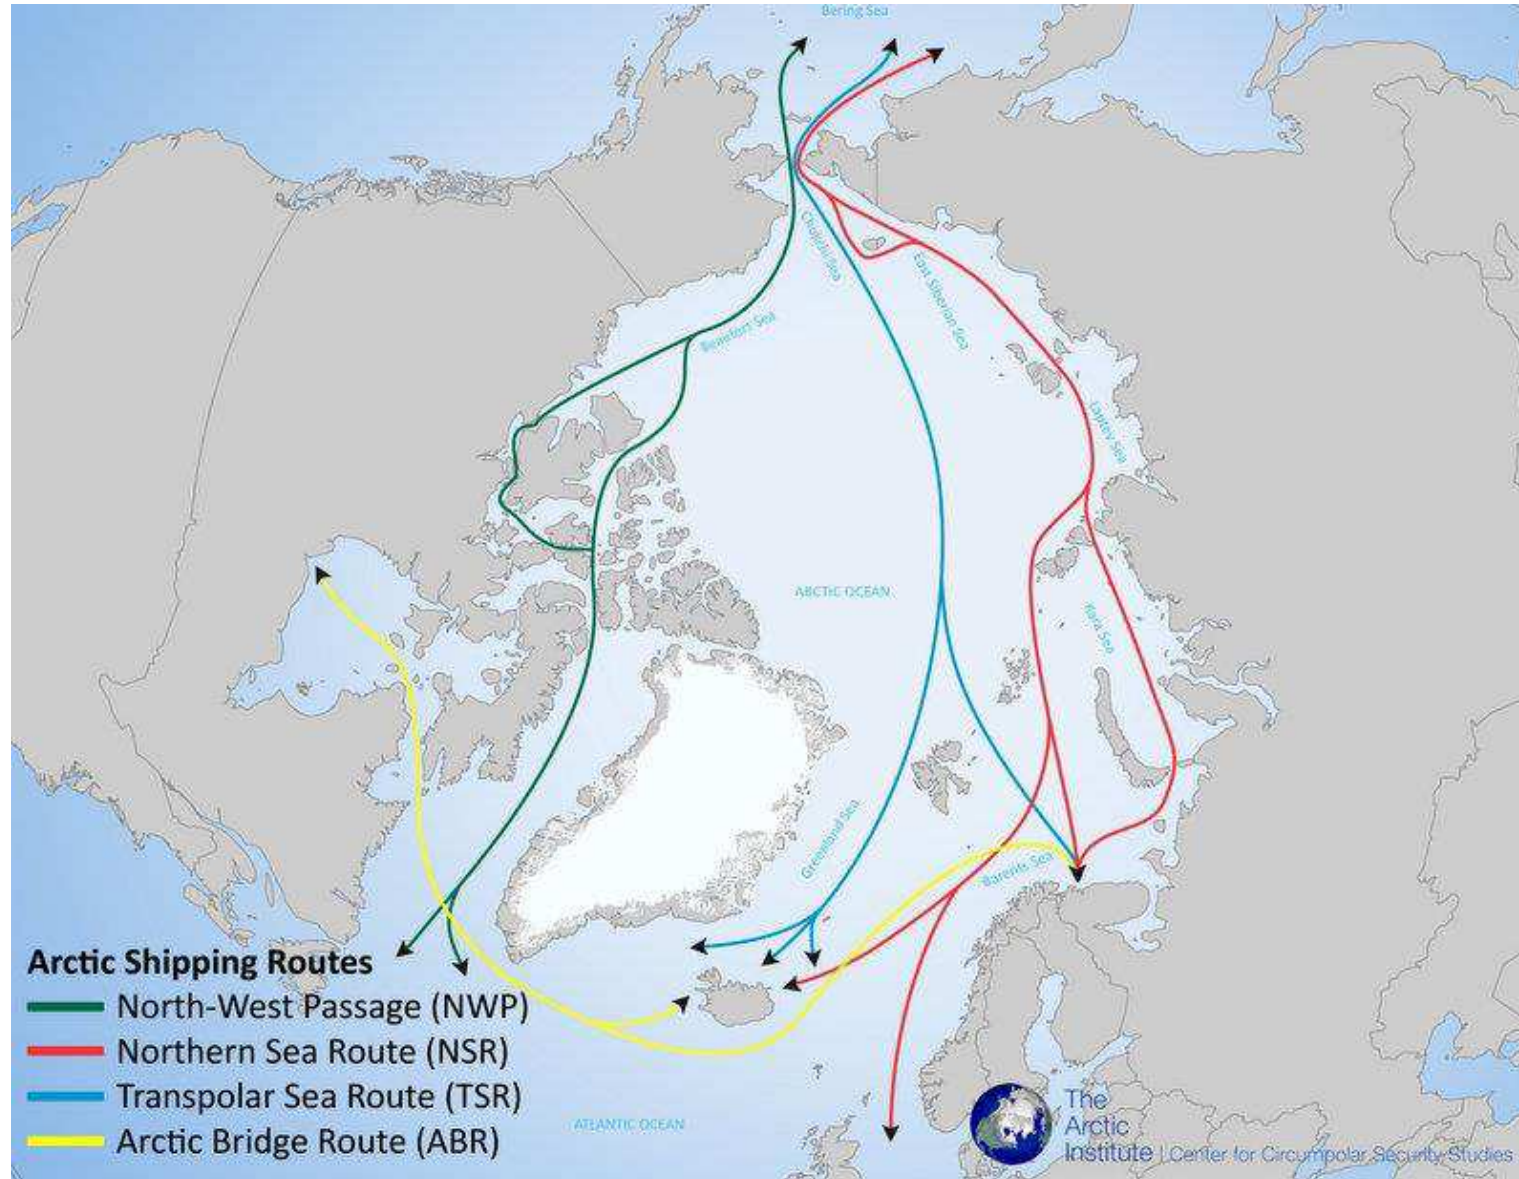 Bering Sea
Chukchi Sea
East Siberian Sea
Beaufort Sea
Laptev Sea
ARCTIC OCEAN
Kara Sea
Greenland Sea
Barents Sea
Arctic Shipping Routes
North-West Passage (NWP)
Northern Sea Route (NSR)
Transpolar Sea Route (TSR)
Arctic Bridge Route (ABR)
ATLANTIC OCEAN
The
Arctic
Institute | Center for Circumpolar Security Studies